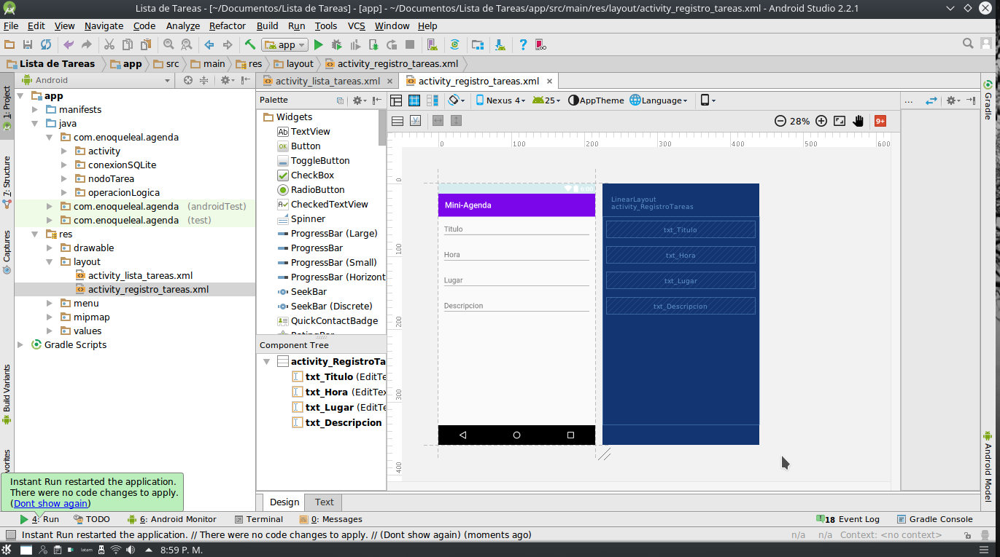 Lista de Tareas - [~/Documentos/Lista de Tareas] - [app] - ~/Documentos/Lista de Tareas/app/src/main/res/layout/activity_registro_tareas.xml - Android Studio 2.2.1
File Edit View Navigate Code Analyze Refactor Build Run Tools VCS Window Help
app
Lista de Tareas app src main res layout activity_registro_tareas.xml
Android
activity_lista_tareas.xml
activity_registro_tareas.xml
1: Project
7: Structure
Captures
Build Variants
app
manifests
java
com.enoqueleal.agenda
activity
conexionSQLite
nodoTarea
operacionLogica
com.enoqueleal.agenda (androidTest)
com.enoqueleal.agenda (test)
res
drawable
layout
activity_lista_tareas.xml
activity_registro_tareas.xml
menu
mipmap
values
Gradle Scripts
Palette
Widgets
TextView
Button
ToggleButton
CheckBox
RadioButton
CheckedTextView
Spinner
ProgressBar (Large)
ProgressBar
ProgressBar (Small)
ProgressBar (Horizont
SeekBar
SeekBar (Discrete)
QuickContactBadge
Component Tree
activity_RegistroTa
txt_Titulo (EditTe
txt_Hora (EditTex
txt_Lugar (EditTe
txt_Descripcion
Nexus 4 25 AppTheme Language
28% 9+
0 100 200 300 400 500 600
0
100
200
300
400
6:00
Mini-Agenda
Titulo
Hora
Lugar
Descripcion
LinearLayout
activity_RegistroTareas
txt_Titulo
txt_Hora
txt_Lugar
txt_Descripcion
Gradle
Android Model
Design Text
Instant Run restarted the application.
There were no code changes to apply.
(Dont show again)
4: Run TODO 6: Android Monitor Terminal 0: Messages 18 Event Log Gradle Console
Instant Run restarted the application. // There were no code changes to apply. // (Dont show again) (moments ago) n/a n/a Context: <no context>
latam 8:59 P. M.